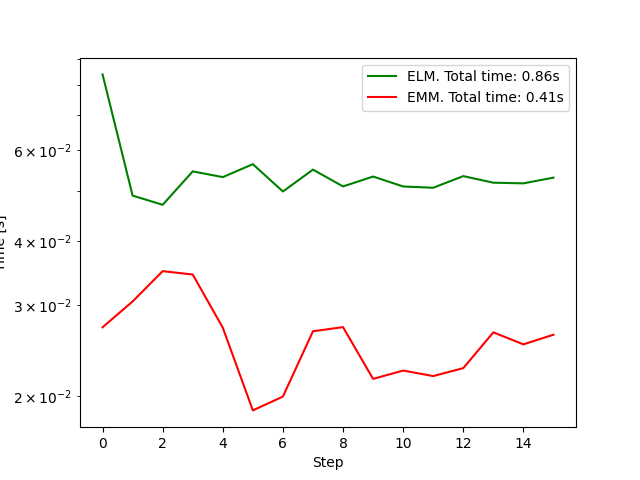 ELM. Total time: 0.86s
EMM. Total time: 0.41s
6 × 10⁻²
4 × 10⁻²
3 × 10⁻²
2 × 10⁻²
Time [s]
0 2 4 6 8 10 12 14
Step